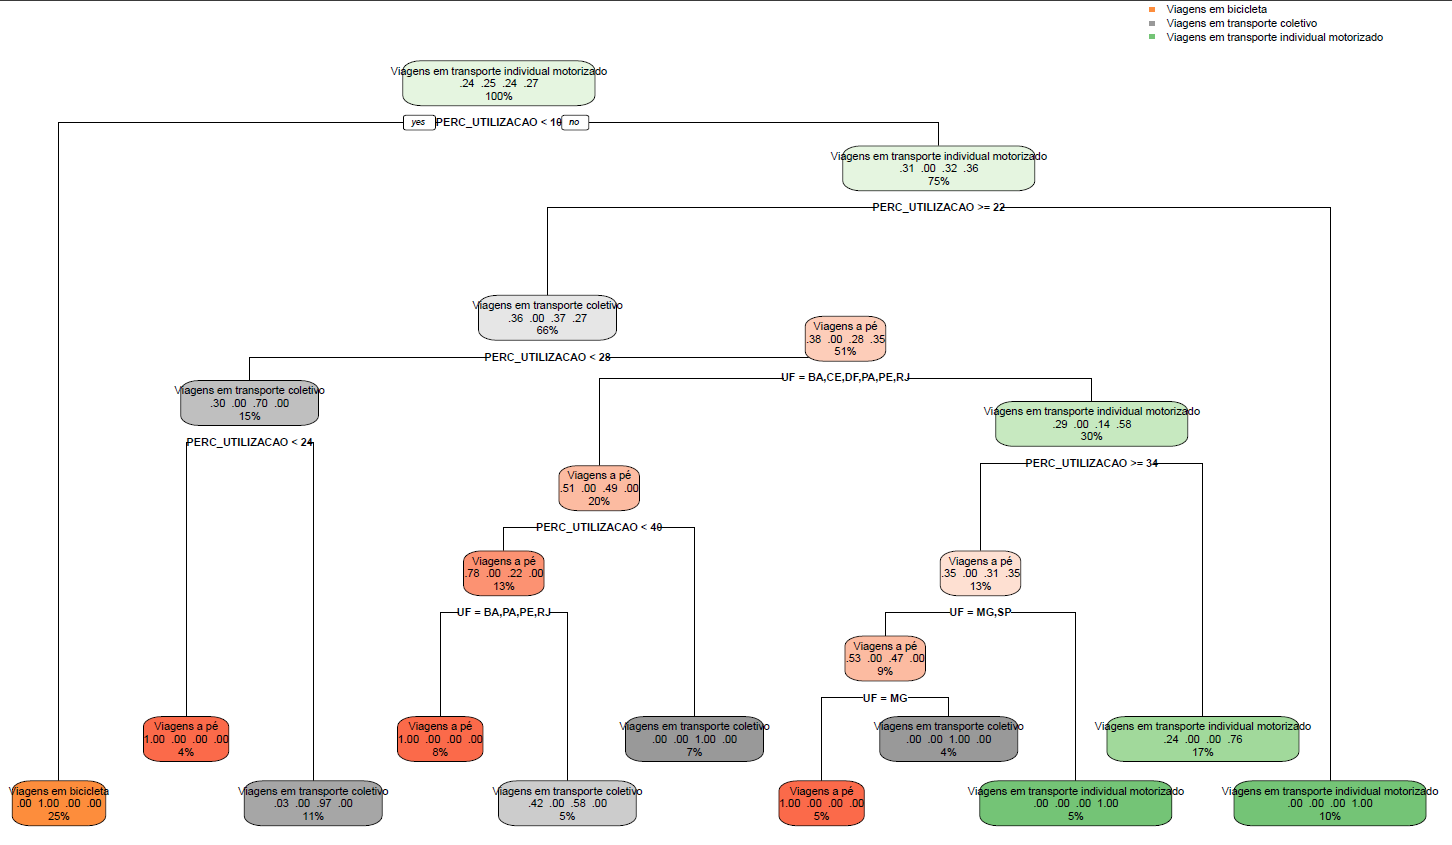 Viagens em bicicleta
Viagens em transporte coletivo
Viagens em transporte individual motorizado
Viagens em transporte individual motorizado
.24 .25 .24 .27
100%
yes PERC_UTILIZACAO < 10 no
Viagens em transporte individual motorizado
.31 .00 .32 .36
75%
PERC_UTILIZACAO >= 22
Viagens em transporte coletivo
.36 .00 .37 .27
66%
Viagens a pé
.38 .00 .28 .35
51%
PERC_UTILIZACAO < 28
UF = BA,CE,DF,PA,PE,RJ
Viagens em transporte coletivo
.30 .00 .70 .00
15%
Viagens em transporte individual motorizado
.29 .00 .14 .58
30%
PERC_UTILIZACAO < 24
PERC_UTILIZACAO >= 34
Viagens a pé
.51 .00 .49 .00
20%
PERC_UTILIZACAO < 40
Viagens a pé
.78 .00 .22 .00
13%
Viagens a pé
.35 .00 .31 .35
13%
UF = BA,PA,PE,RJ
UF = MG,SP
Viagens a pé
.53 .00 .47 .00
9%
UF = MG
Viagens a pé
1.00 .00 .00 .00
4%
Viagens a pé
1.00 .00 .00 .00
8%
Viagens em transporte coletivo
.00 .00 1.00 .00
7%
Viagens em transporte coletivo
.00 .00 1.00 .00
4%
Viagens em transporte individual motorizado
.24 .00 .00 .76
17%
Viagens em bicicleta
.00 1.00 .00 .00
25%
Viagens em transporte coletivo
.03 .00 .97 .00
11%
Viagens em transporte coletivo
.42 .00 .58 .00
5%
Viagens a pé
1.00 .00 .00 .00
5%
Viagens em transporte individual motorizado
.00 .00 .00 1.00
5%
Viagens em transporte individual motorizado
.00 .00 .00 1.00
10%